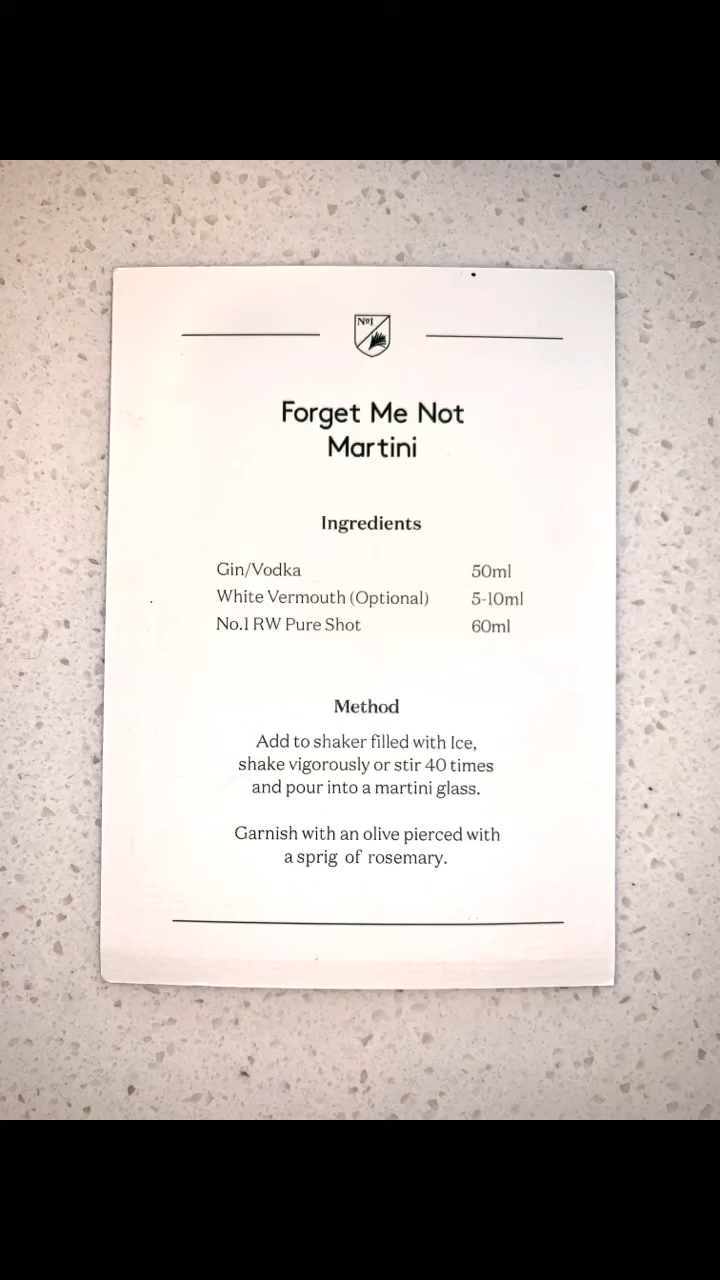 Nº1
Forget Me Not
Martini
Ingredients
Gin/Vodka 50ml
White Vermouth (Optional) 5-10ml
No.1 RW Pure Shot 60ml
Method
Add to shaker filled with Ice,
shake vigorously or stir 40 times
and pour into a martini glass.
Garnish with an olive pierced with
a sprig of rosemary.